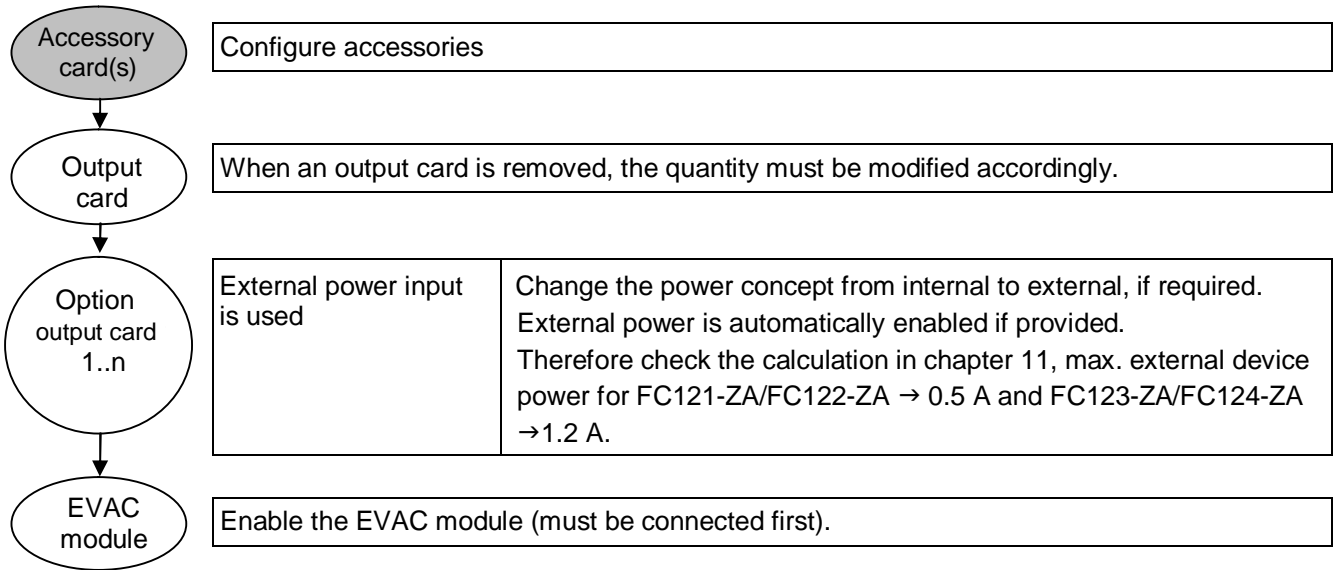 Accessory
card(s)
Configure accessories
Output
card
When an output card is removed, the quantity must be modified accordingly.
Option
output card
1..n
External power input
is used
Change the power concept from internal to external, if required.
External power is automatically enabled if provided.
Therefore check the calculation in chapter 11, max. external device
power for FC121-ZA/FC122-ZA → 0.5 A and FC123-ZA/FC124-ZA
→1.2 A.
EVAC
module
Enable the EVAC module (must be connected first).